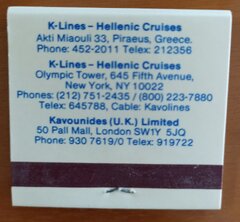 K-Lines – Hellenic Cruises
Akti Miaouli 33, Piraeus, Greece.
Phone: 452-2011 Telex: 212356
K-Lines – Hellenic Cruises
Olympic Tower, 645 Fifth Avenue,
New York, NY 10022
Phones: (212) 751-2435 / (800) 223-7880
Telex: 645788, Cable: Kavolines
Kavounides (U.K.) Limited
50 Pall Mall, London SW1Y 5JQ
Phone: 930 7619/0 Telex: 919722